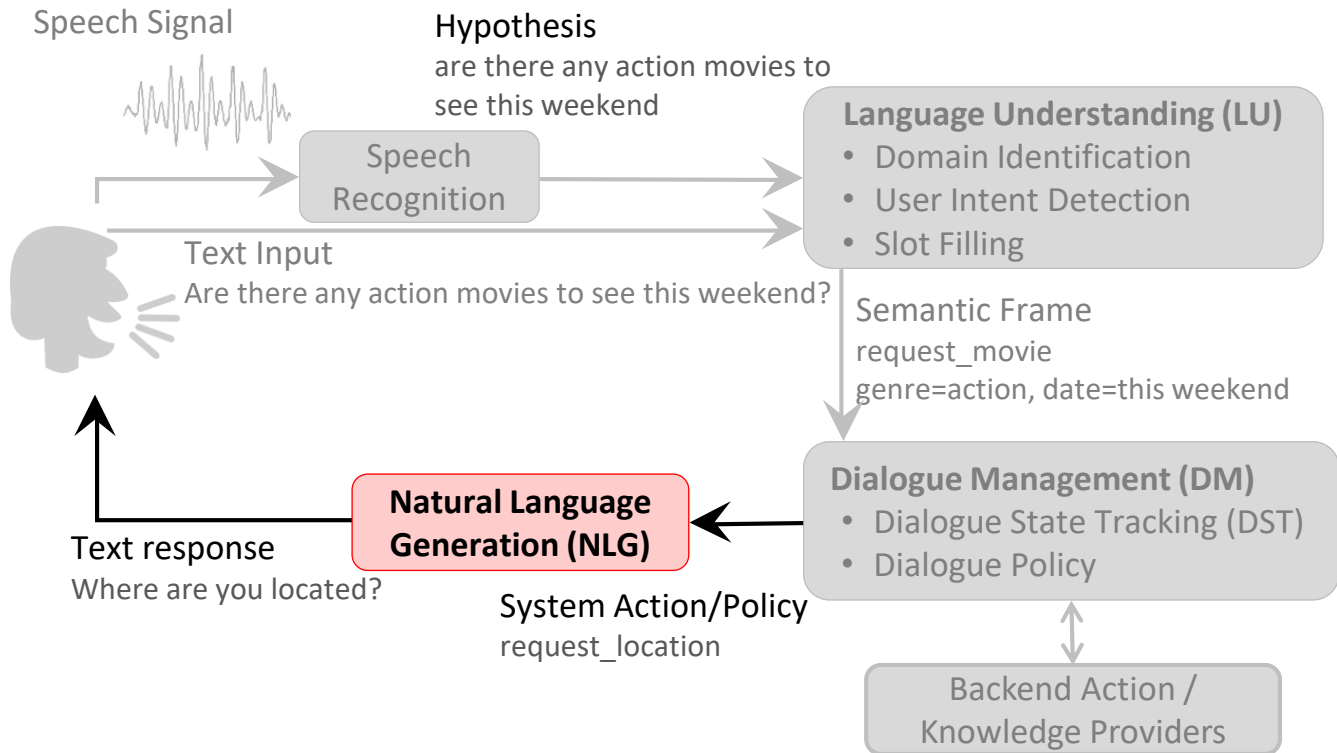 Speech Signal
Hypothesis
are there any action movies to
see this weekend
Speech
Recognition
Language Understanding (LU)
• Domain Identification
• User Intent Detection
• Slot Filling
Text Input
Are there any action movies to see this weekend?
Semantic Frame
request_movie
genre=action, date=this weekend
Dialogue Management (DM)
• Dialogue State Tracking (DST)
• Dialogue Policy
Natural Language
Generation (NLG)
Text response
Where are you located?
System Action/Policy
request_location
Backend Action /
Knowledge Providers